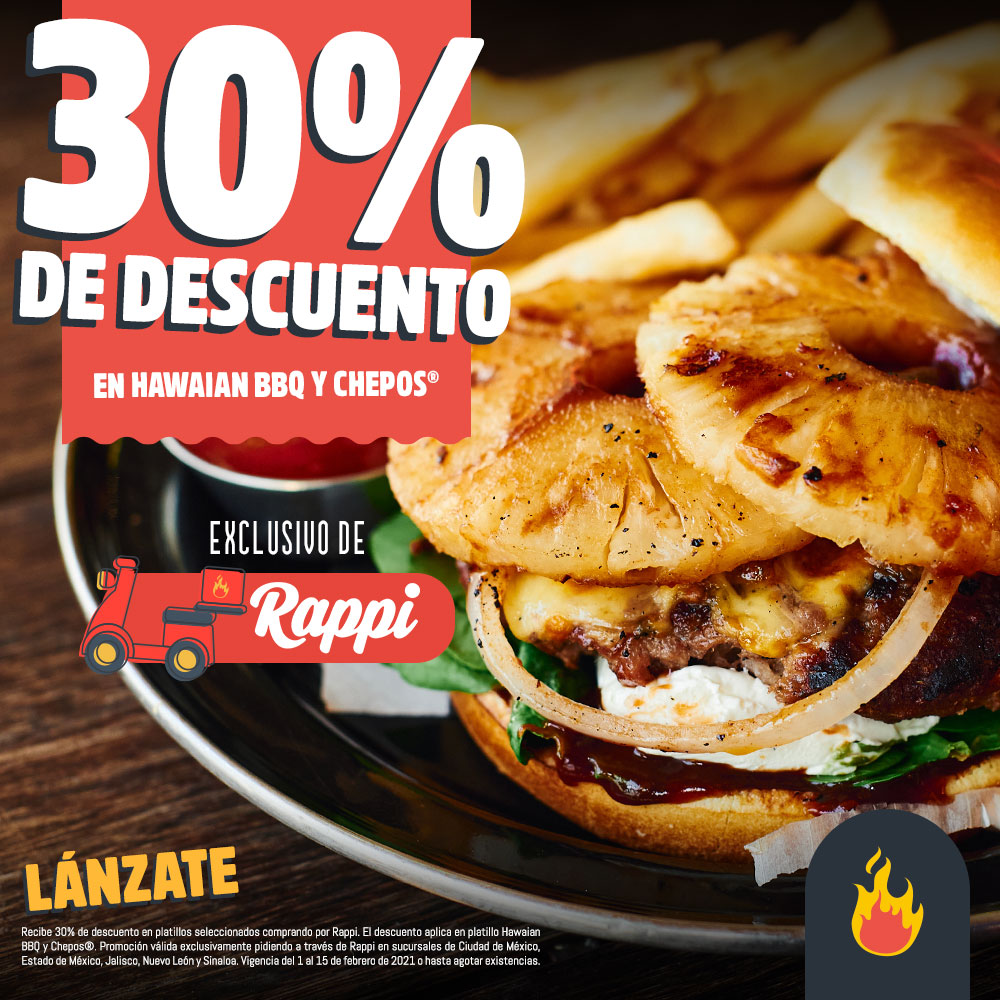 30%
DE DESCUENTO
EN HAWAIAN BBQ Y CHEPOS®
EXCLUSIVO DE
Rappi
LÁNZATE
Recibe 30% de descuento en platillos seleccionados comprando por Rappi. El descuento aplica en platillo Hawaian
BBQ y Chepos®. Promoción válida exclusivamente pidiendo a través de Rappi en sucursales de Ciudad de México,
Estado de México, Jalisco, Nuevo León y Sinaloa. Vigencia del 1 al 15 de febrero de 2021 o hasta agotar existencias.